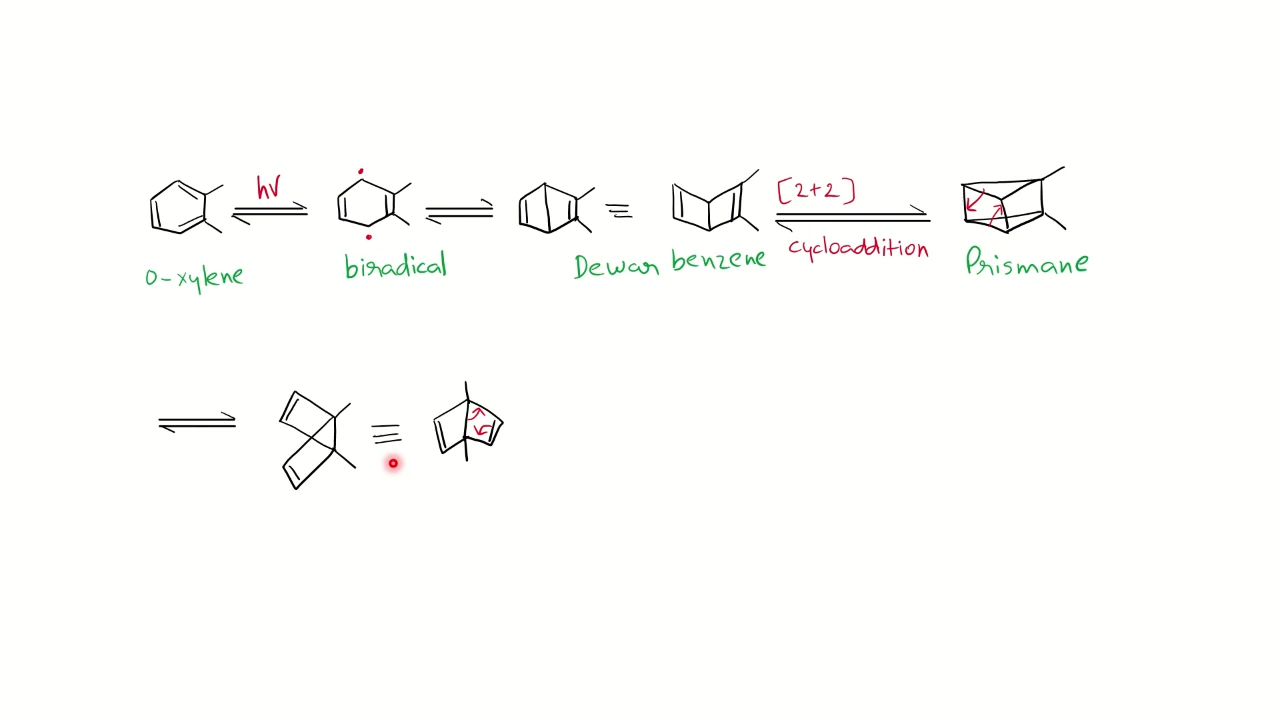 hν
[2+2]
cycloaddition
o-xylene
biradical
Dewar benzene
Prismane